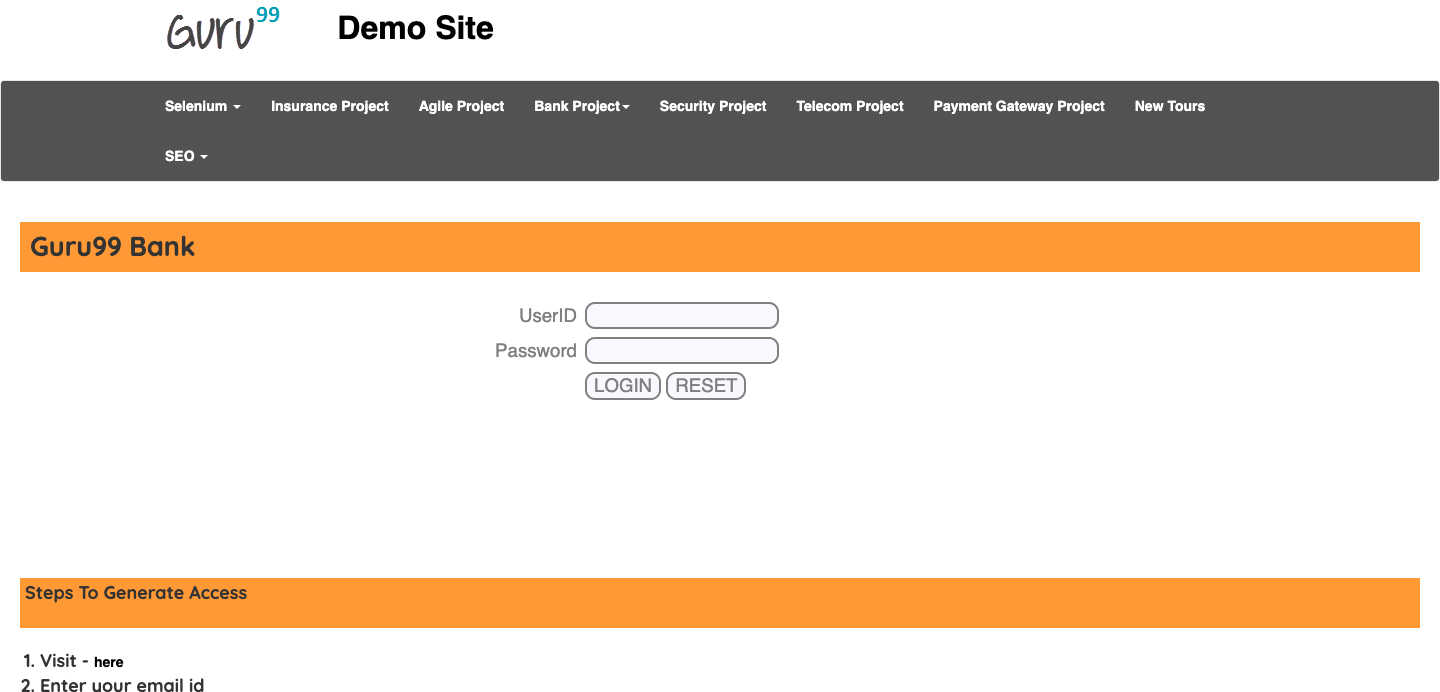 Guru99 Demo Site
Selenium Insurance Project Agile Project Bank Project Security Project Telecom Project Payment Gateway Project New Tours
SEO
Guru99 Bank
UserID
Password
LOGIN RESET
Steps To Generate Access
1. Visit - here
2. Enter your email id